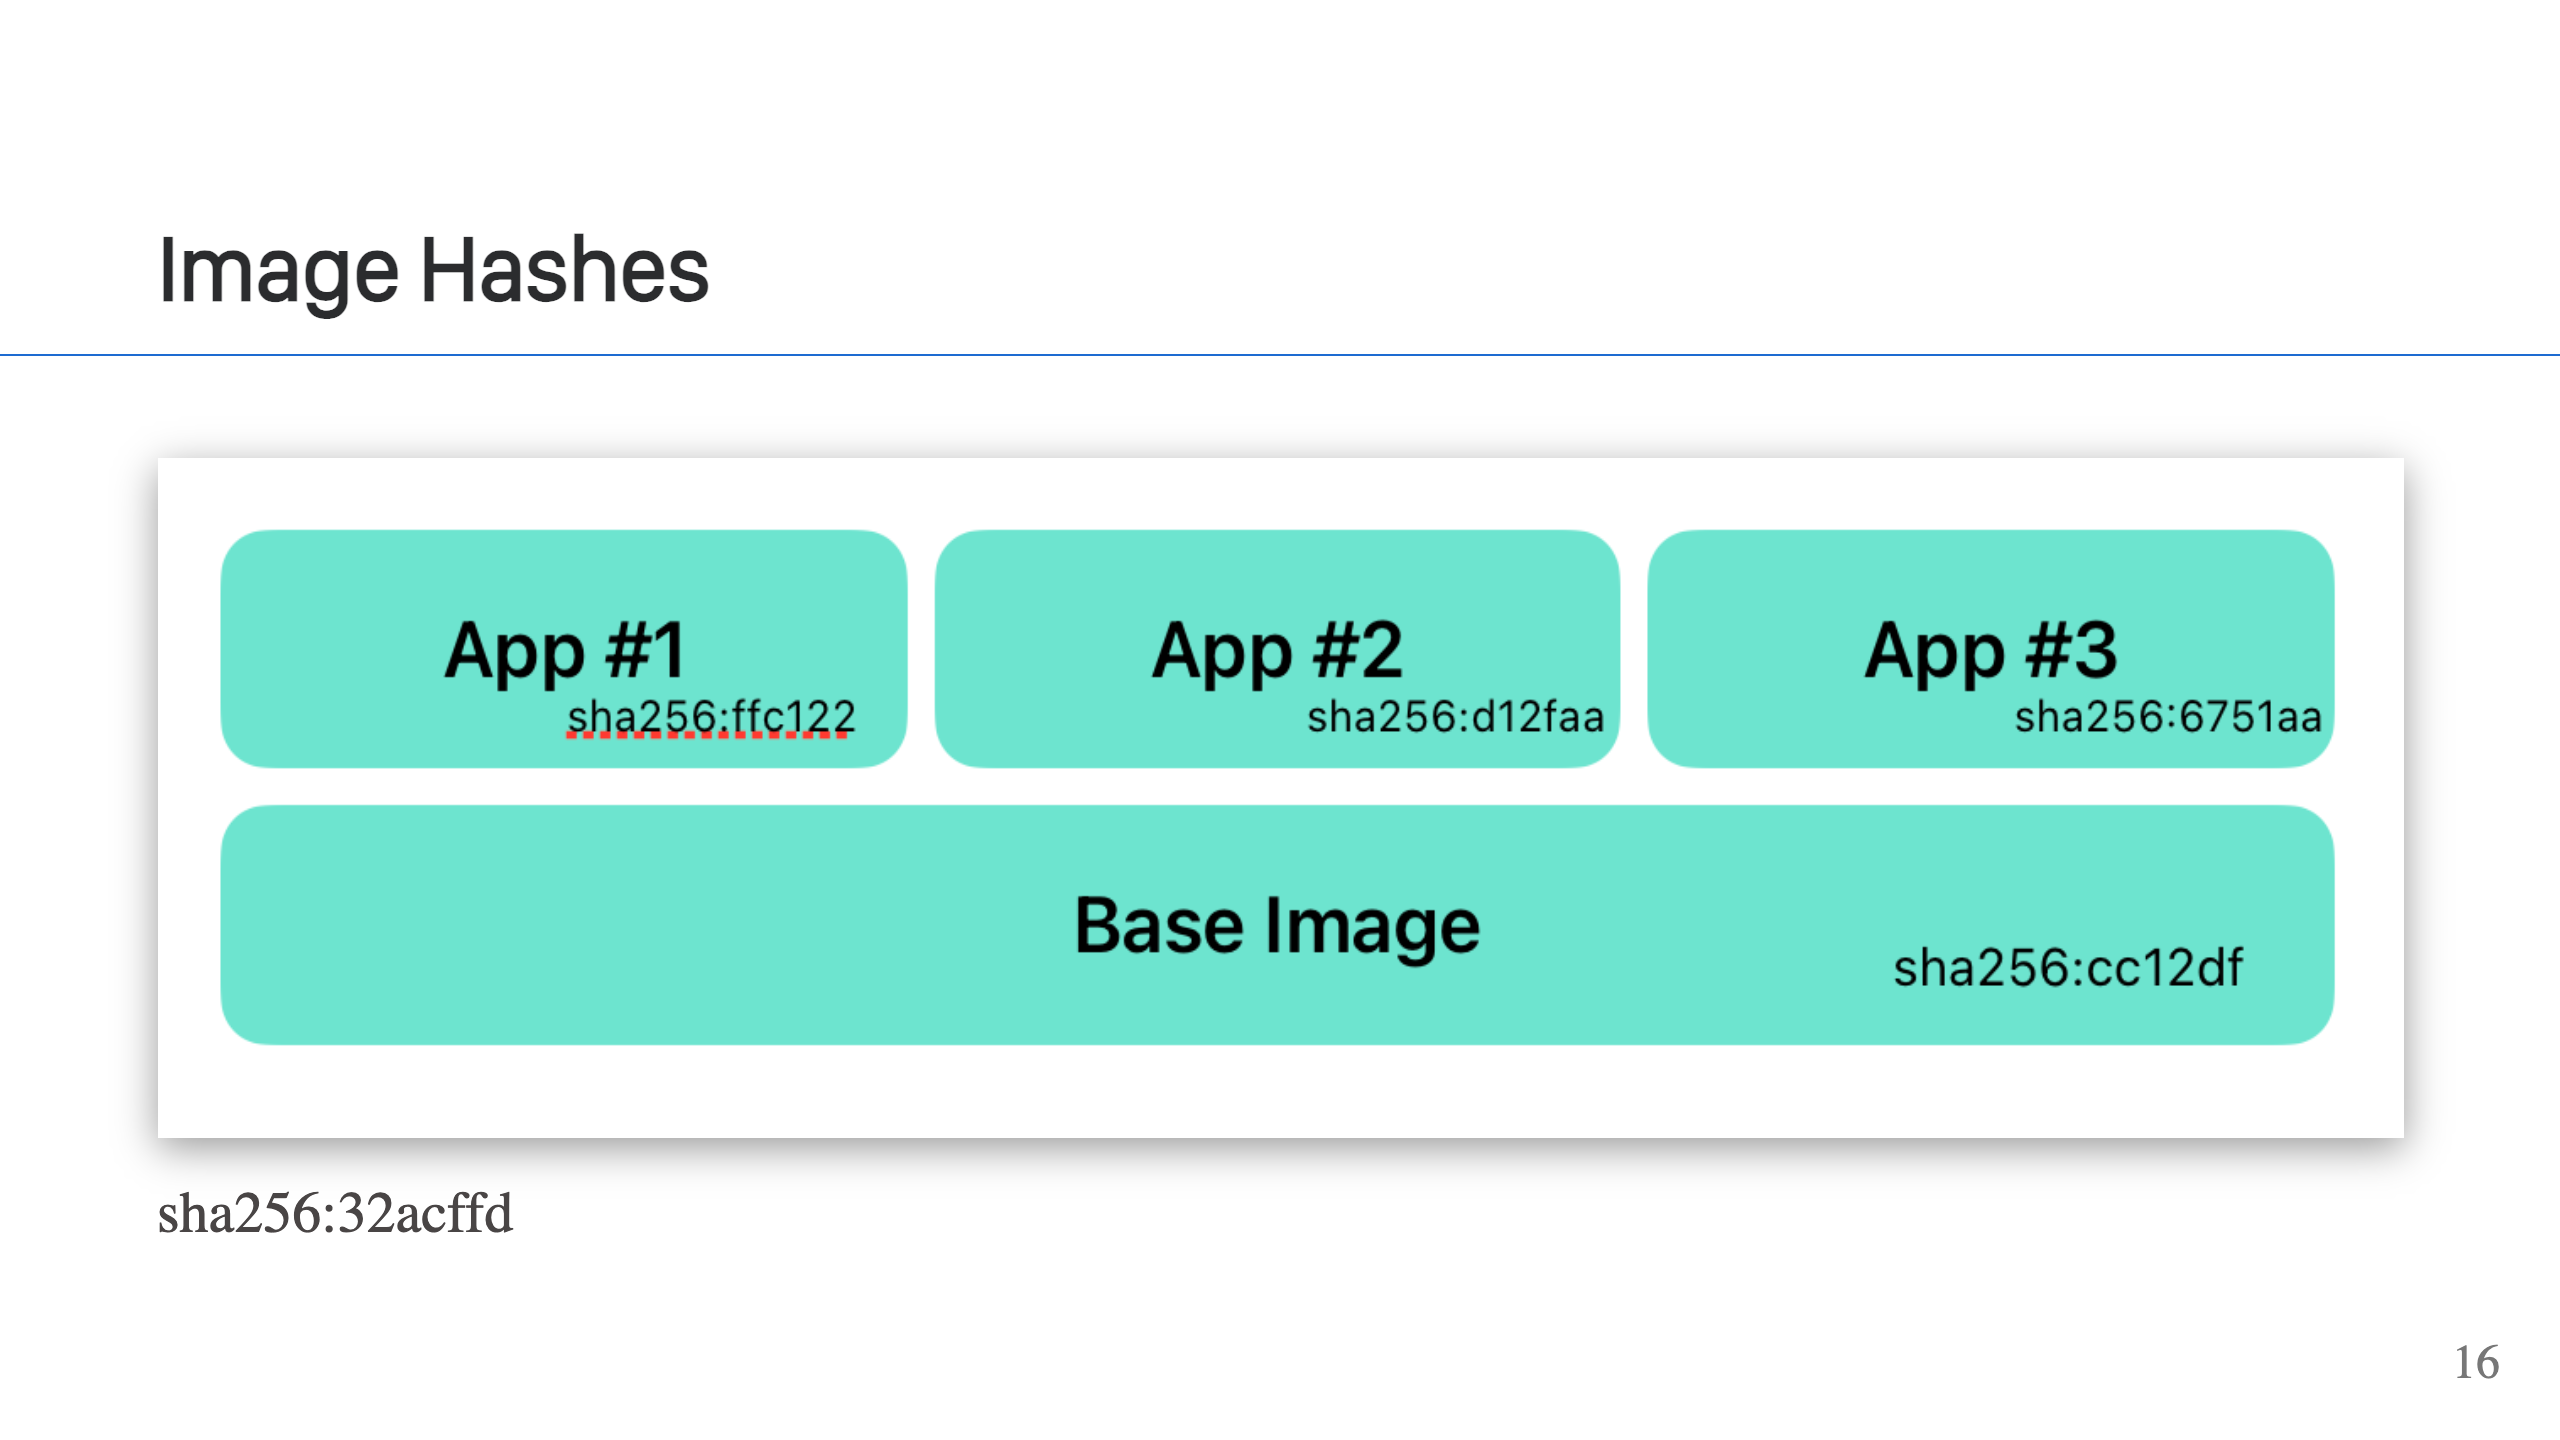 Image Hashes
App #1
sha256:ffc122
App #2
sha256:d12faa
App #3
sha256:6751aa
Base Image
sha256:cc12df
sha256:32acffd
16